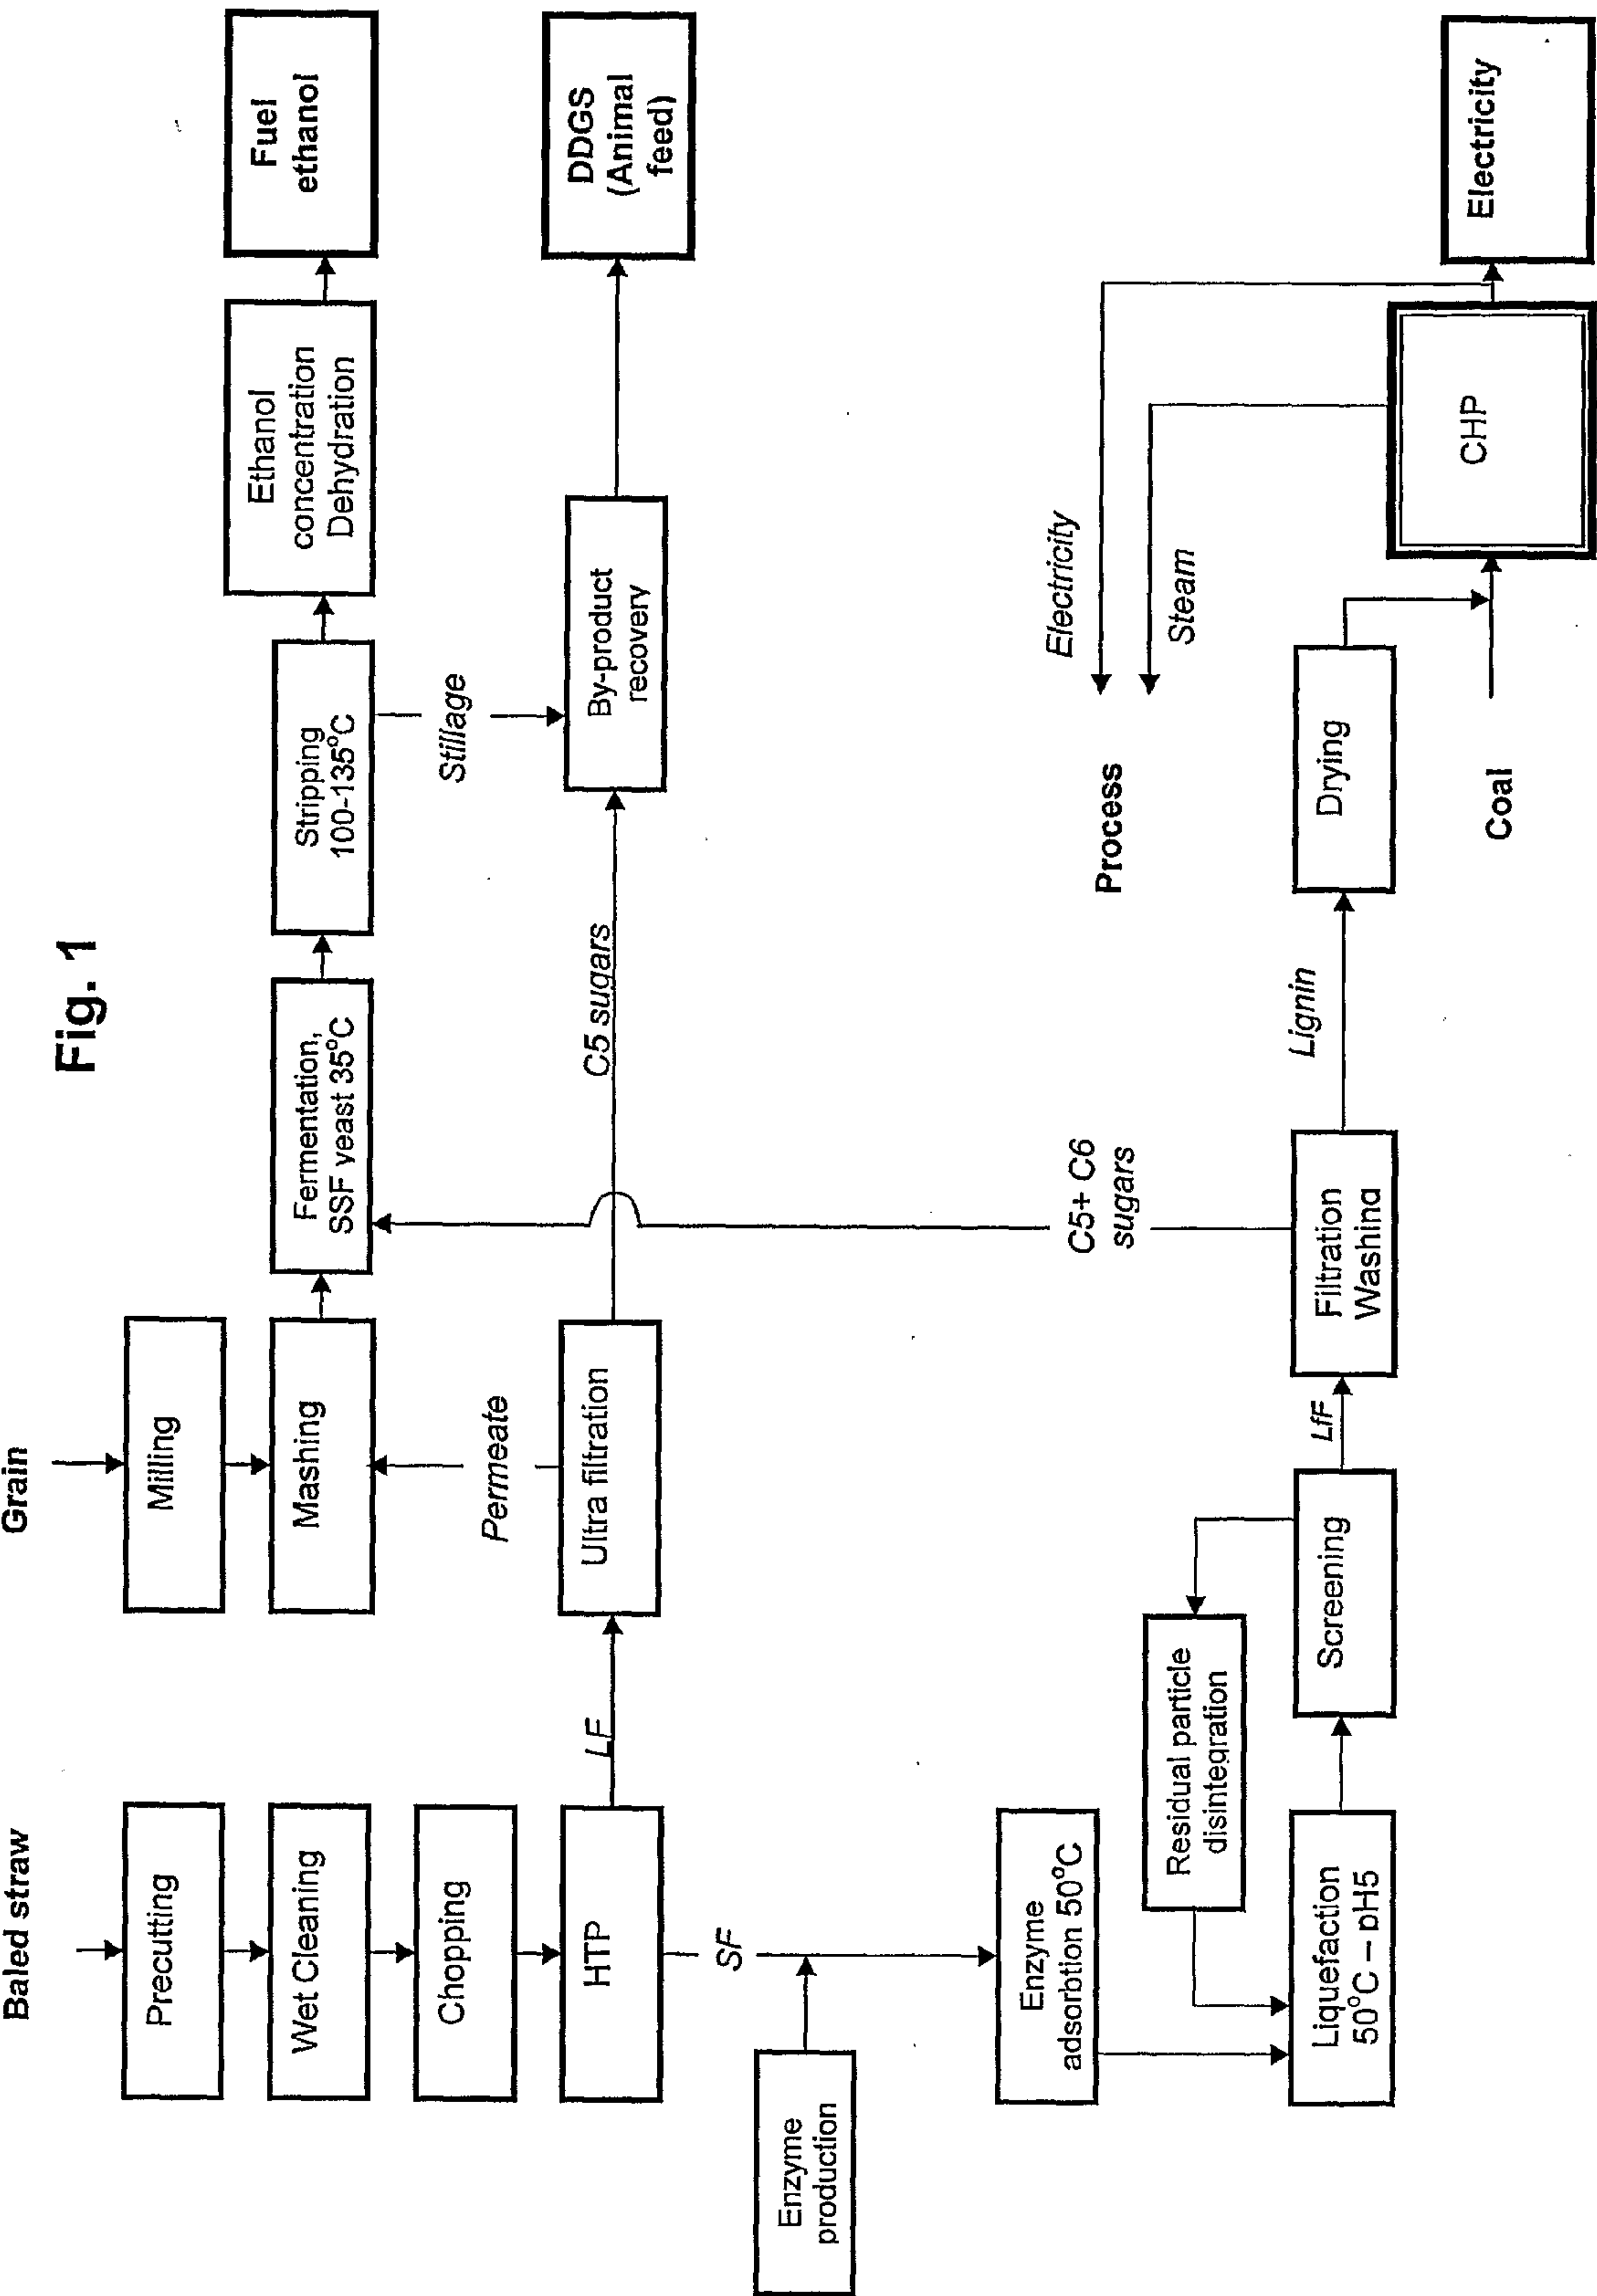 Fig. 1
Baled straw
Precutting
Wet Cleaning
Chopping
HTP
LF
SF
Enzyme
production
Enzyme
adsorbtion 50°C
Liquefaction
50°C – pH5
Residual particle
disintegration
Screening
LfF
Filtration
Washing
Lignin
C5+ C6
sugars
Drying
Coal
CHP
Electricity
Process
Electricity
Steam
Grain
Milling
Mashing
Permeate
Ultra filtration
C5 sugars
Fermentation,
SSF yeast 35°C
Stripping
100-135°C
Stillage
By-product
recovery
Ethanol
concentration
Dehydration
Fuel
ethanol
DDGS
(Animal
feed)